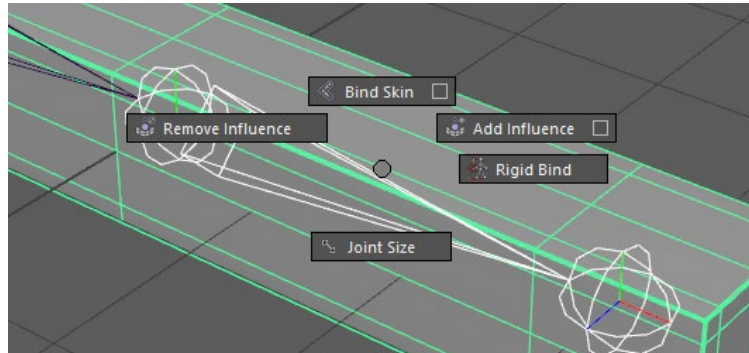 Bind Skin
Remove Influence
Add Influence
Rigid Bind
Joint Size